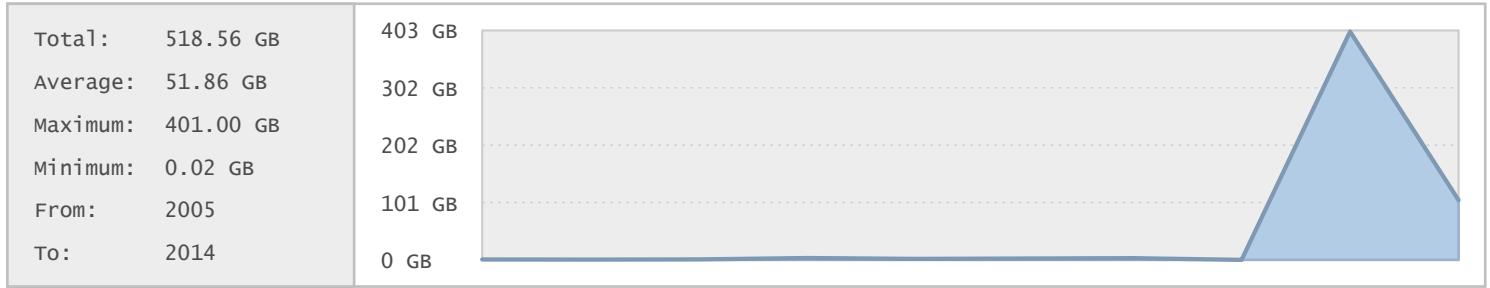 Total: 518.56 GB
Average: 51.86 GB
Maximum: 401.00 GB
Minimum: 0.02 GB
From: 2005
To: 2014
403 GB
302 GB
202 GB
101 GB
0 GB